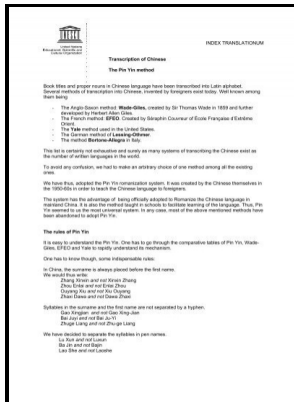 UNESCO
United Nations
Educational, Scientific and
Cultural Organization
INDEX TRANSLATIONUM
Transcription of Chinese
The Pin Yin method
Book titles and proper nouns in Chinese language have been transcribed into Latin alphabet.
Several methods of transcription into Chinese, invented by foreigners exist today. Well known among
them being
- The Anglo-Saxon method: Wade-Giles, created by Sir Thomas Wade in 1859 and further
developed by Herbert Allen Giles.
- The French method: EFEO. Created by Séraphin Couvreur of École Française d'Extrême
Orient.
- The Yale method used in the United States.
- The German method of Lessing-Othmer.
- The method Bertona-Allegra in Italy.
This list is certainly not exhaustive and surely as many systems of transcribing the Chinese exist as
the number of written languages in the world.
To avoid any confusion, we had to make an arbitrary choice of one method among all the existing
ones.
We have thus, adopted the Pin Yin romanization system. It was created by the Chinese themselves in
the 1950-60s in order to teach the Chinese language to foreigners.
The system has the advantage of being officially adopted to Romanize the Chinese language in
mainland China. It is also the method taught in schools to facilitate learning of the language. Thus, Pin
Yin seemed to us the most universal system. In any case, most of the above mentioned methods have
been abandoned to adopt Pin Yin.
The rules of Pin Yin
It is easy to understand the Pin Yin. One has to go through the comparative tables of Pin Yin, Wade-
Giles, EFEO and Yale to rapidly understand its mechanism.
One has to know though, some indispensable rules.
In China, the surname is always placed before the first name.
We would thus write:
Zhang Xinxin and not Xinxin Zhang
Zhou Enlai and not Enlai Zhou
Ouyang Xiu and not Xiu Ouyang
Zhao Dawa and not Dawa Zhao
Syllables in the surname and the first name are not separated by a hyphen.
Gao Xingjian and not Gao Xing-Jian
Bai Juyi and not Bai Ju-Yi
Zhuge Liang and not Zhu-ge Liang
We have decided to separate the syllables in pen names.
Lu Xun and not Luxun
Ba Jin and not Bajin
Lao She and not Laoshe